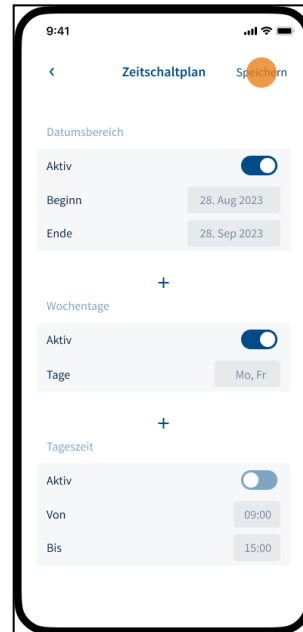 9:41
Zeitschaltplan Speichern
Datumsbereich
Aktiv
Beginn 28. Aug 2023
Ende 28. Sep 2023
+
Wochentage
Aktiv
Tage Mo, Fr
+
Tageszeit
Aktiv
Von 09:00
Bis 15:00